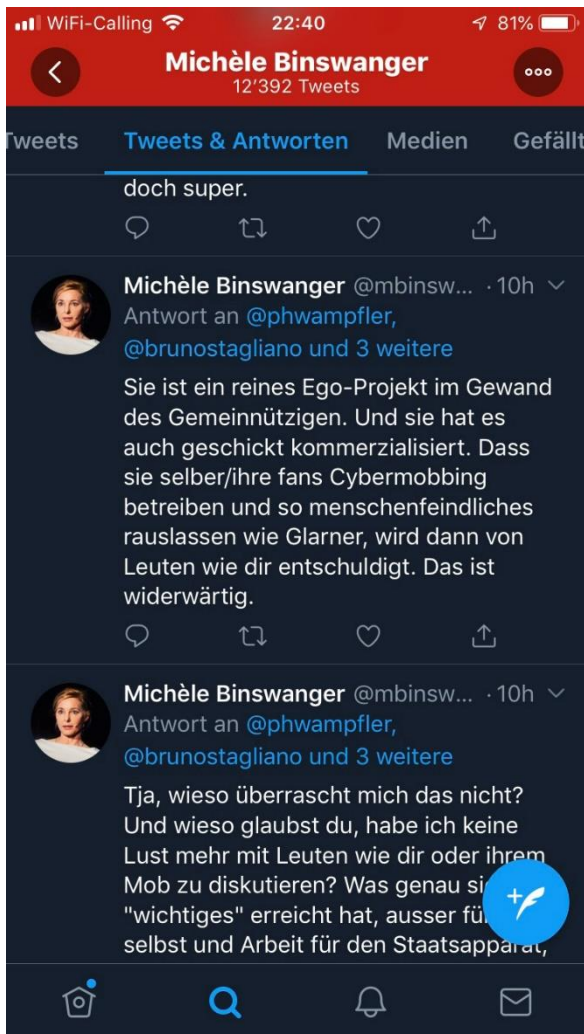 WiFi-Calling 22:40 81%
Michèle Binswanger
12’392 Tweets
Tweets Tweets & Antworten Medien Gefällt
doch super.
Michèle Binswanger @mbinsw... · 10h
Antwort an @phwampfler,
@brunostagliano und 3 weitere
Sie ist ein reines Ego-Projekt im Gewand
des Gemeinnützigen. Und sie hat es
auch geschickt kommerzialisiert. Dass
sie selber/ihre fans Cybermobbing
betreiben und so menschenfeindliches
rauslassen wie Glarner, wird dann von
Leuten wie dir entschuldigt. Das ist
widerwärtig.
Michèle Binswanger @mbinsw... · 10h
Antwort an @phwampfler,
@brunostagliano und 3 weitere
Tja, wieso überrascht mich das nicht?
Und wieso glaubst du, habe ich keine
Lust mehr mit Leuten wie dir oder ihrem
Mob zu diskutieren? Was genau
"wichtiges" erreicht hat, ausser
selbst und Arbeit für den Staatsapparat,